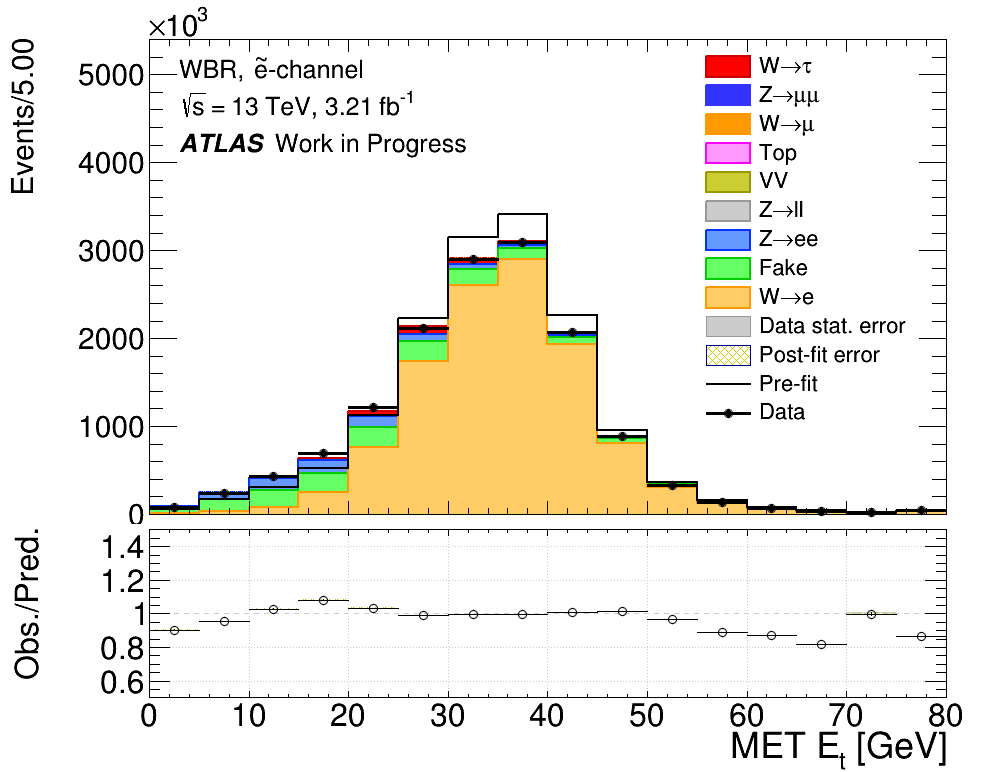 ×10³
Events/5.00
5000
4000
3000
2000
1000
0
WBR, ẽ-channel
√s = 13 TeV, 3.21 fb⁻¹
ATLAS Work in Progress
W→τ
Z→μμ
W→μ
Top
VV
Z→ll
Z→ee
Fake
W→e
Data stat. error
Post-fit error
Pre-fit
Data
Obs./Pred.
1.4
1.2
1
0.8
0.6
0 10 20 30 40 50 60 70 80
MET Eₜ [GeV]